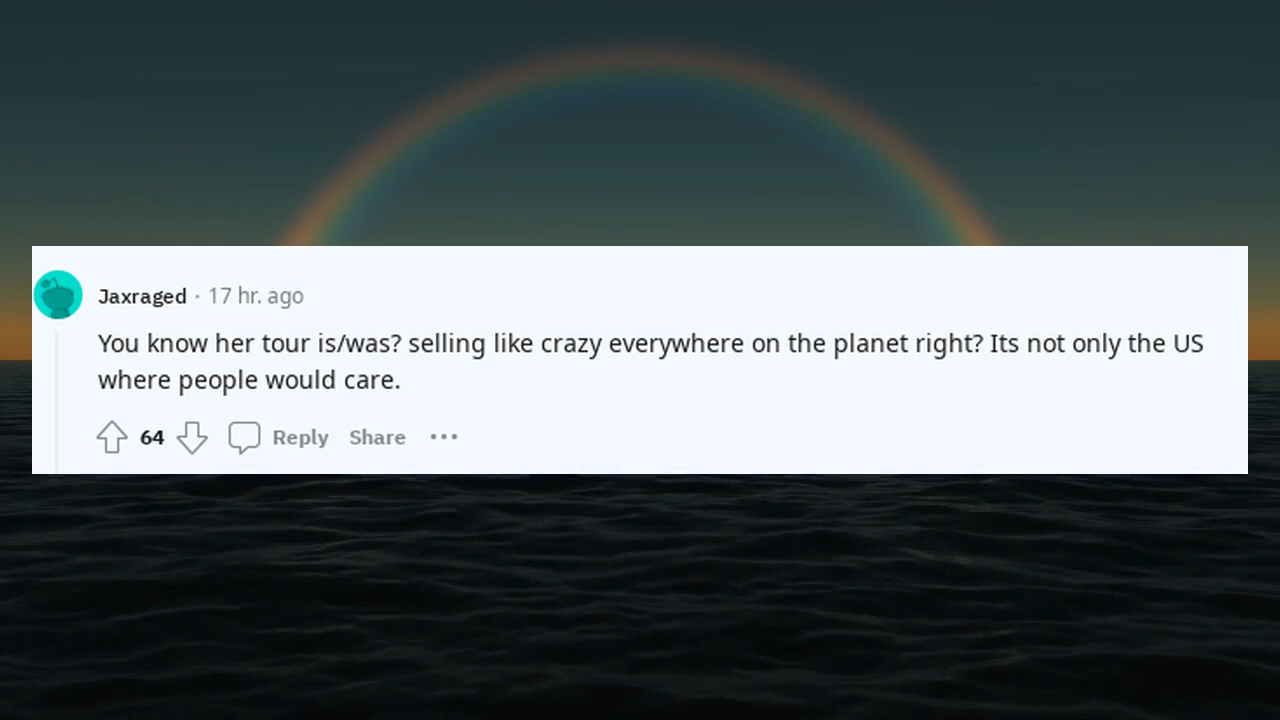 Jaxraged · 17 hr. ago
You know her tour is/was? selling like crazy everywhere on the planet right? Its not only the US
where people would care.
64 Reply Share ...